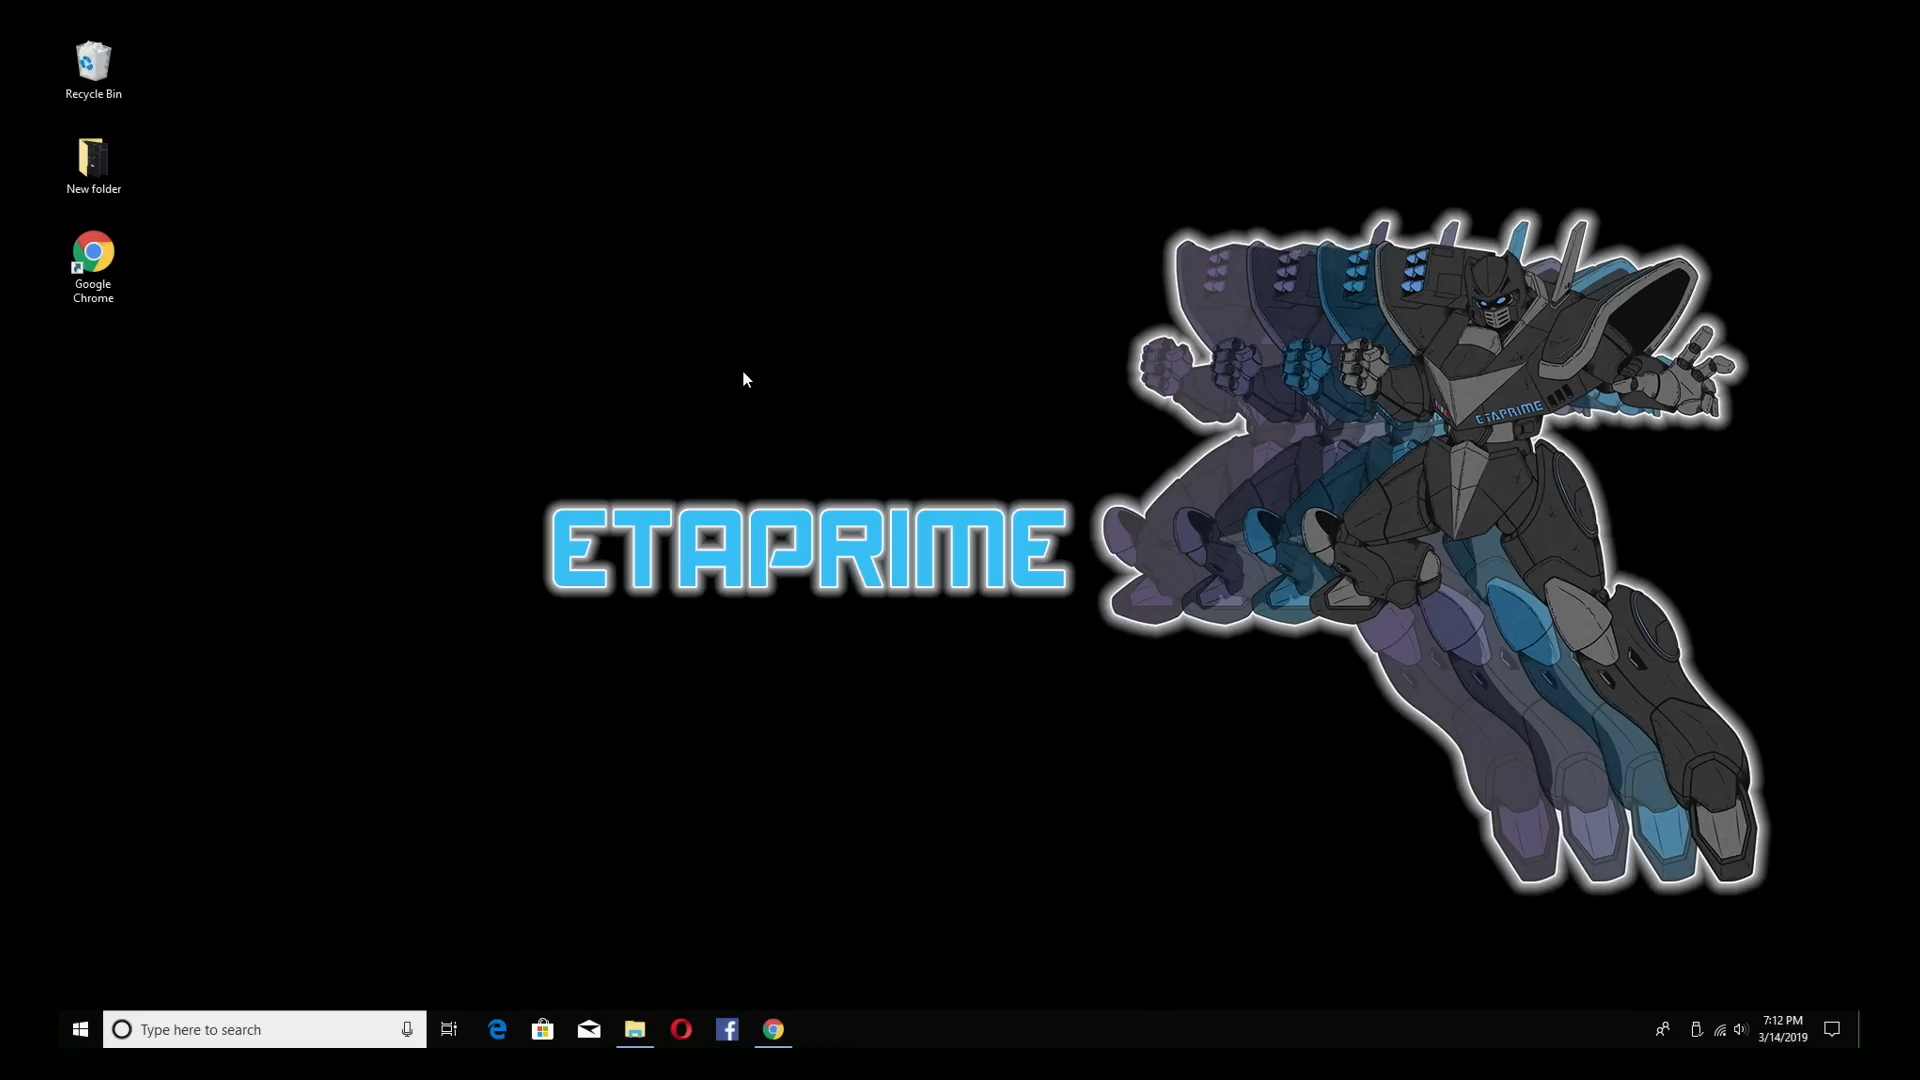 Recycle Bin
New folder
Google
Chrome
ETAPRIME
ETAPRIME
Type here to search
7:12 PM
3/14/2019